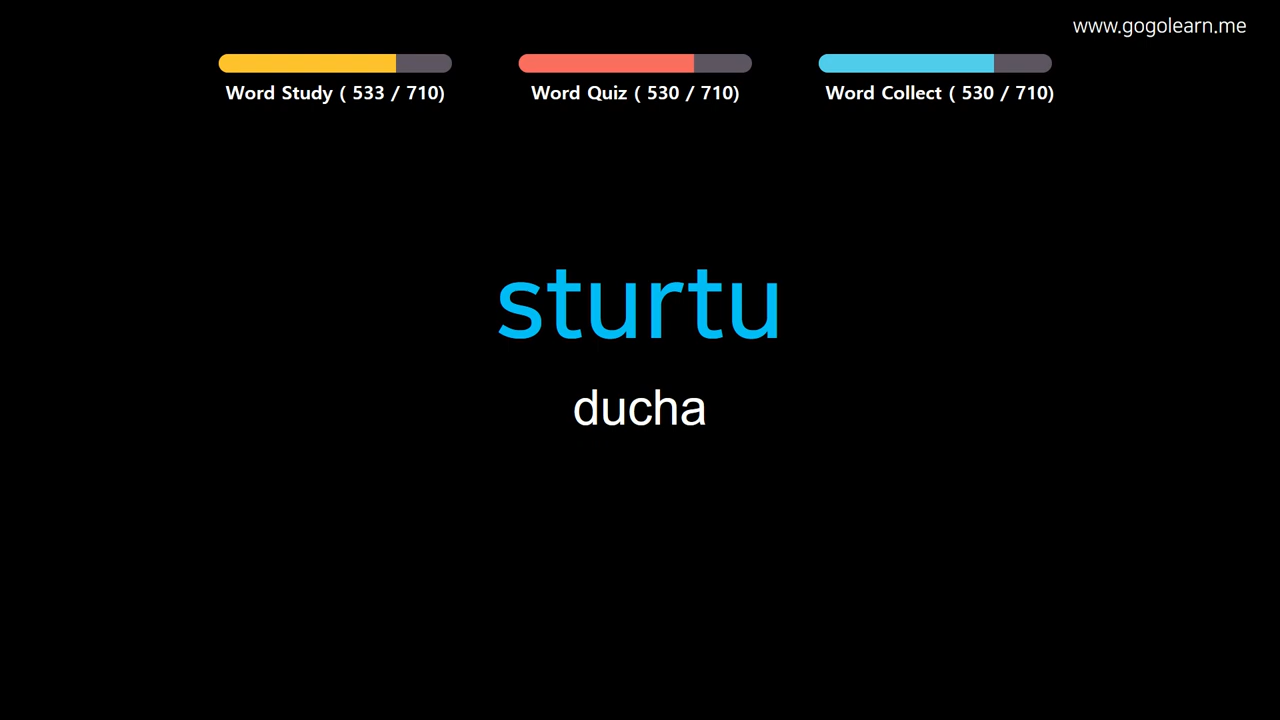 www.gogolearn.me
Word Study ( 533 / 710)
Word Quiz ( 530 / 710)
Word Collect ( 530 / 710)
sturtu
ducha